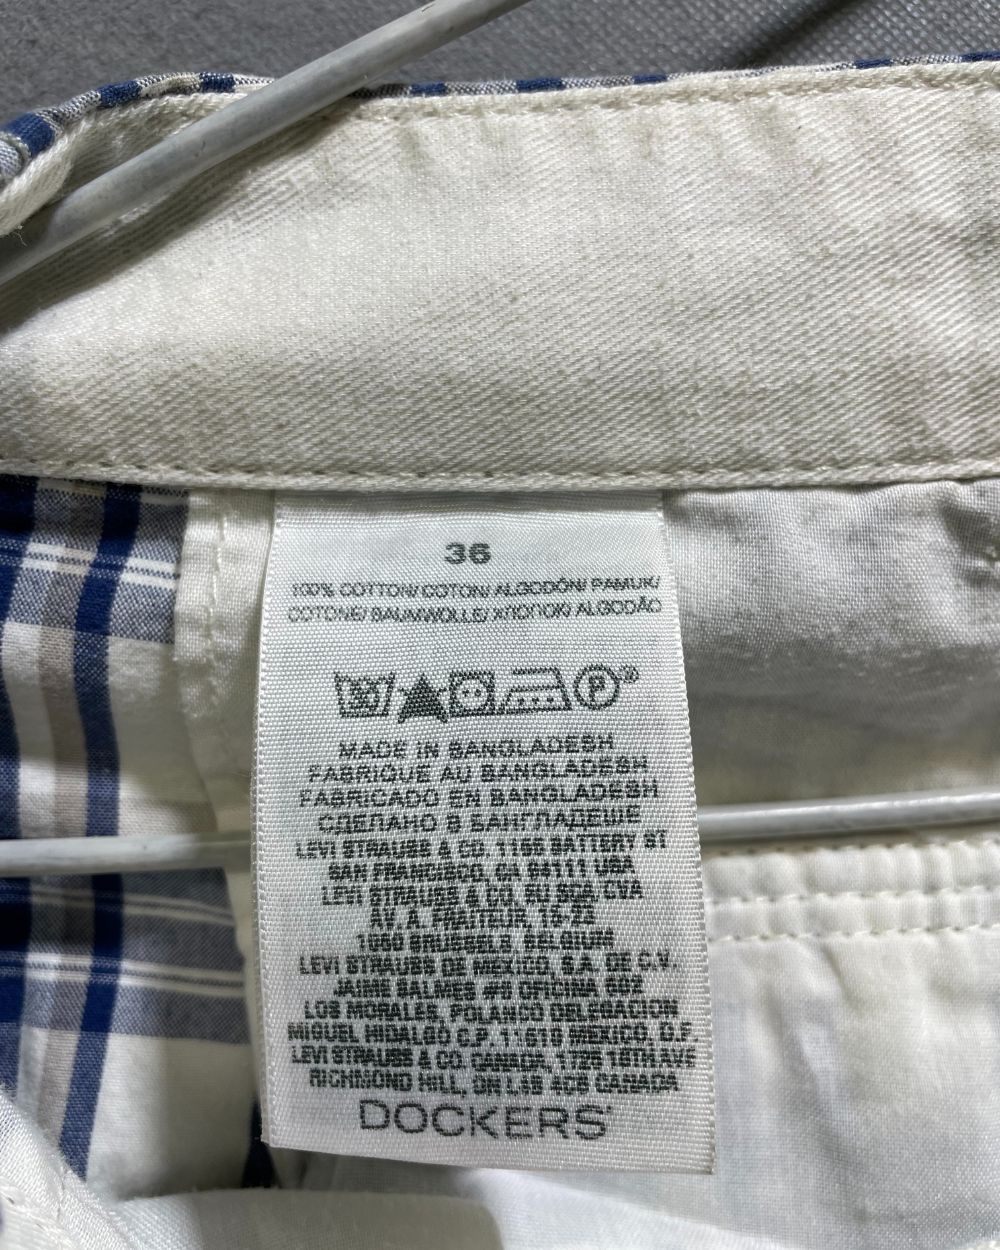 36
100% COTTON/ COTON/ ALGODÓN/ PAMUK/
COTONE/ BAUMWOLLE/ ХЛОПОК/ ALGODÃO
30
P
MADE IN BANGLADESH
FABRIQUE AU BANGLADESH
FABRICADO EN BANGLADESH
СДЕЛАНО В БАНГЛАДЕШЕ
LEVI STRAUSS & CO. 1155 BATTERY ST
SAN FRANCISCO, CA 94111 USA
LEVI STRAUSS & CO. EU SCA CVA
AV. A. FRAITEUR, 15-23
1050 BRUSSELS, BELGIUM
LEVI STRAUSS DE MEXICO, S.A. DE C.V.
JAIME BALMES #8 OFICINA
LOS MORALES, POLANCO DELEGACION
MIGUEL HIDALGO C.P. 11510 MEXICO, D.F.
LEVI STRAUSS & CO. CANADA, 1725 16TH AVE
RICHMOND HILL, ON L4B 4C6 CANADA
DOCKERS